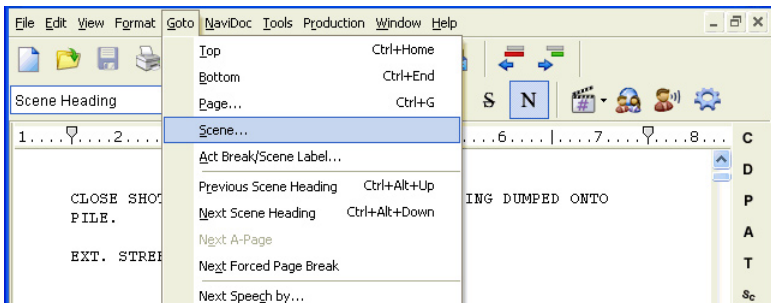 File Edit View Format Goto NaviDoc Tools Production Window Help
Top Ctrl+Home
Bottom Ctrl+End
Page... Ctrl+G
Scene Heading
S N
Scene...
1....2.... ....6....|....7....8... C
Act Break/Scene Label...
D
Previous Scene Heading Ctrl+Alt+Up
CLOSE SHOT ING DUMPED ONTO P
Next Scene Heading Ctrl+Alt+Down
PILE.
A
Next A-Page
EXT. STREE
Next Forced Page Break
T
Next Speech by...
Sc